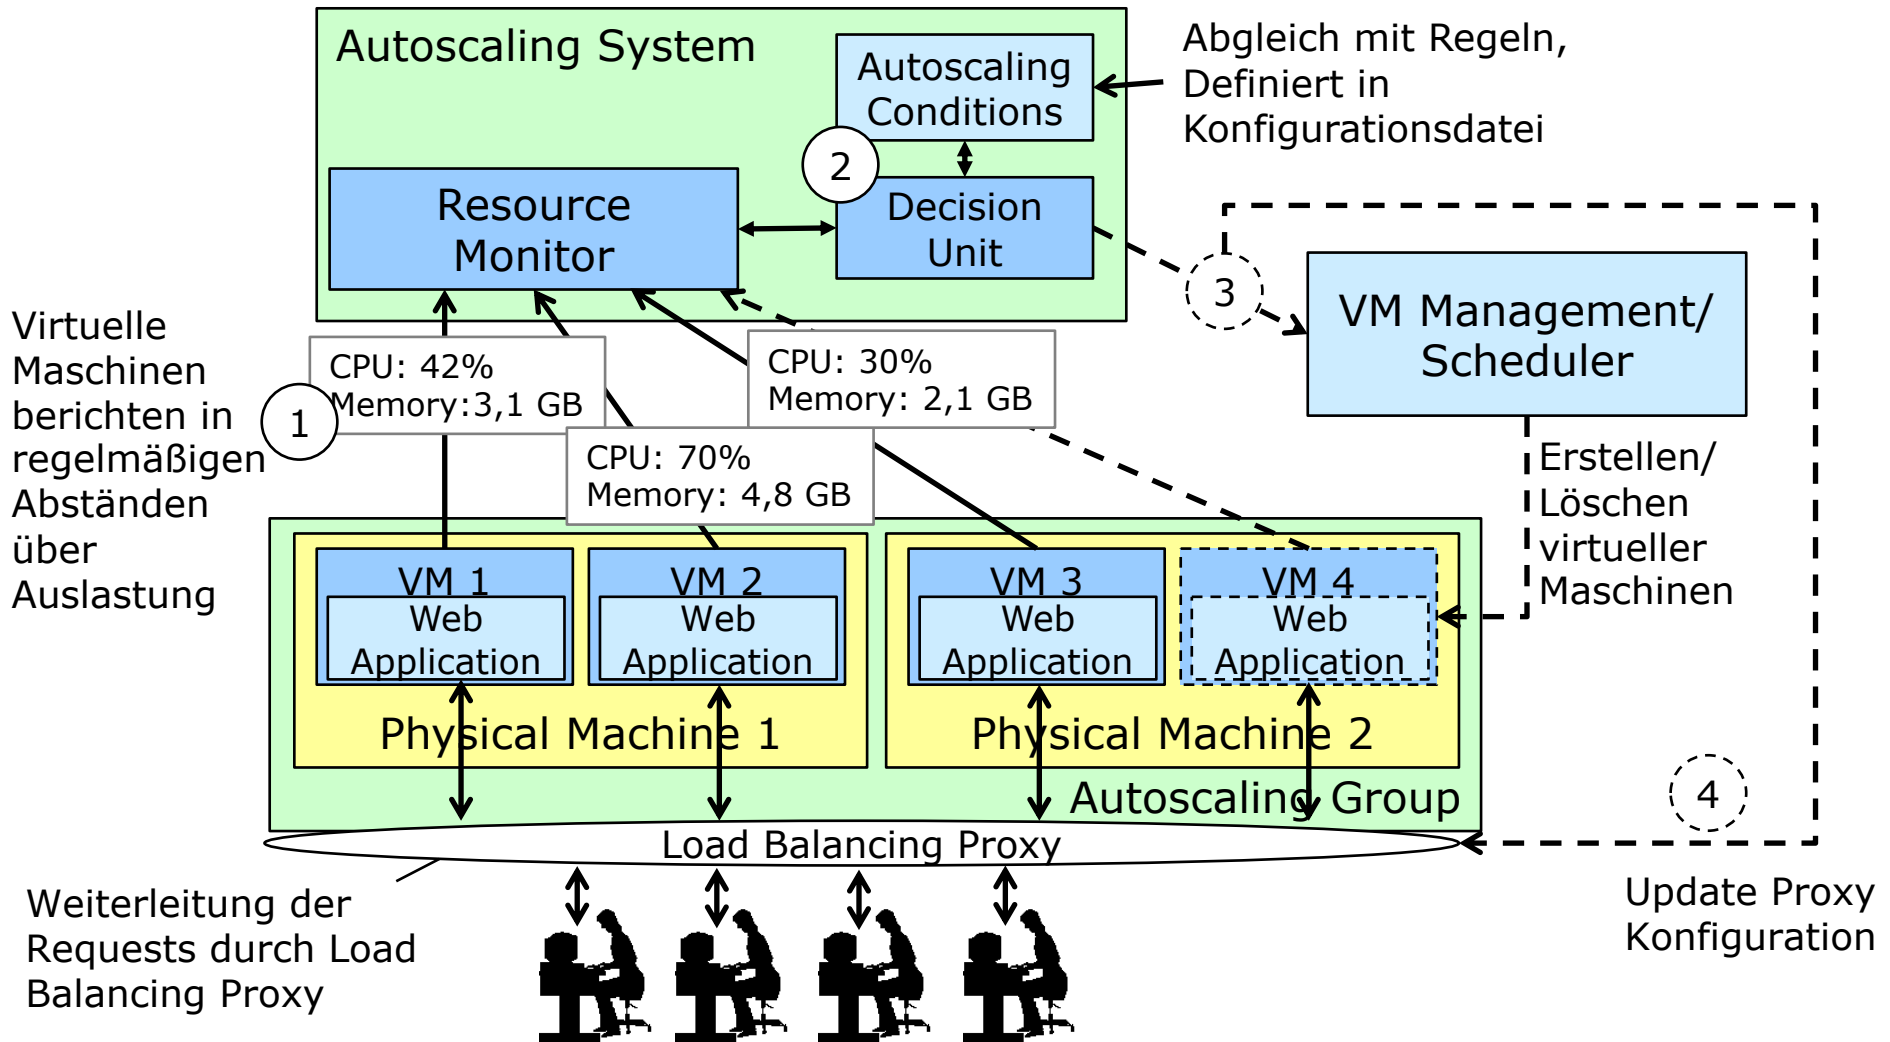 Autoscaling System
Autoscaling
Conditions
Abgleich mit Regeln,
Definiert in
Konfigurationsdatei
2
Resource
Monitor
Decision
Unit
3
VM Management/
Scheduler
Virtuelle
Maschinen
berichten in
regelmäßigen
Abständen
über
Auslastung
1
CPU: 42%
Memory:3,1 GB
CPU: 30%
Memory: 2,1 GB
CPU: 70%
Memory: 4,8 GB
Erstellen/
Löschen
virtueller
Maschinen
VM 1
Web
Application
VM 2
Web
Application
VM 3
Web
Application
VM 4
Web
Application
Physical Machine 1
Physical Machine 2
Autoscaling Group
4
Load Balancing Proxy
Weiterleitung der
Requests durch Load
Balancing Proxy
Update Proxy
Konfiguration